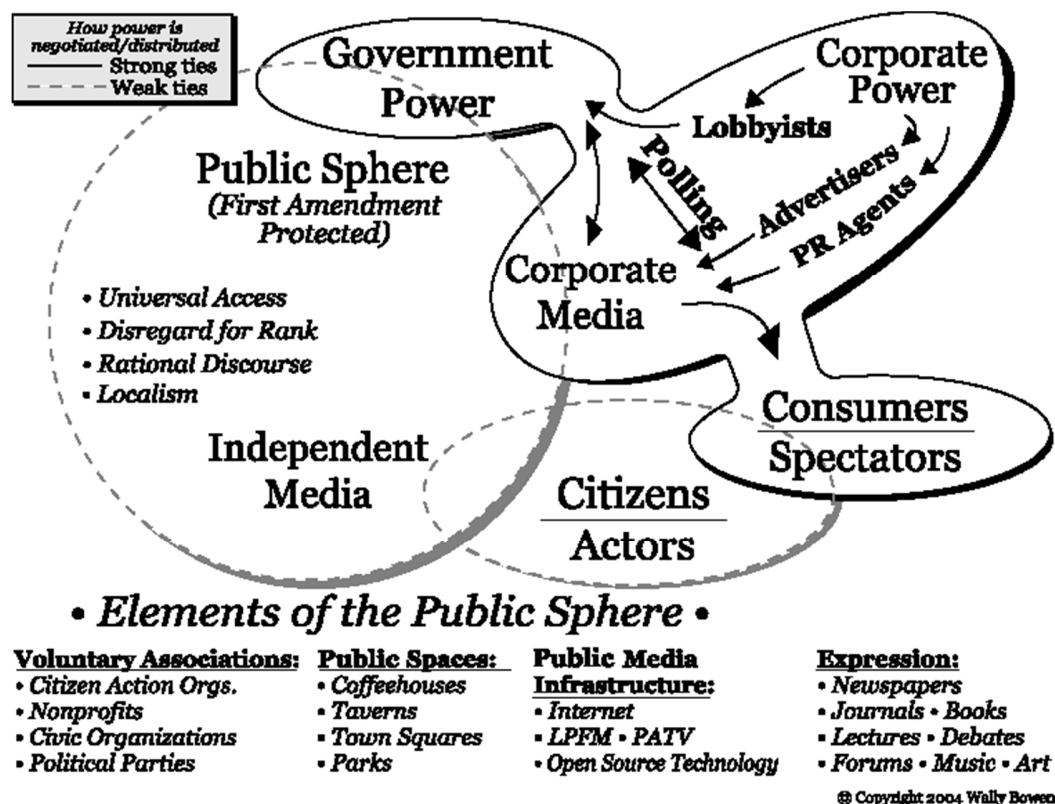 How power is
negotiated/distributed
Strong ties
Weak ties
Government
Power
Corporate
Power
Lobbyists
Polling
Advertisers
PR Agents
Public Sphere
(First Amendment
Protected)
• Universal Access
• Disregard for Rank
• Rational Discourse
• Localism
Corporate
Media
Independent
Media
Consumers
Spectators
Citizens
Actors
• Elements of the Public Sphere •
Voluntary Associations:
• Citizen Action Orgs.
• Nonprofits
• Civic Organizations
• Political Parties
Public Spaces:
• Coffeehouses
• Taverns
• Town Squares
• Parks
Public Media
Infrastructure:
• Internet
• LPFM • PATV
• Open Source Technology
Expression:
• Newspapers
• Journals • Books
• Lectures • Debates
• Forums • Music • Art
© Copyright 2004 Wally Bowen